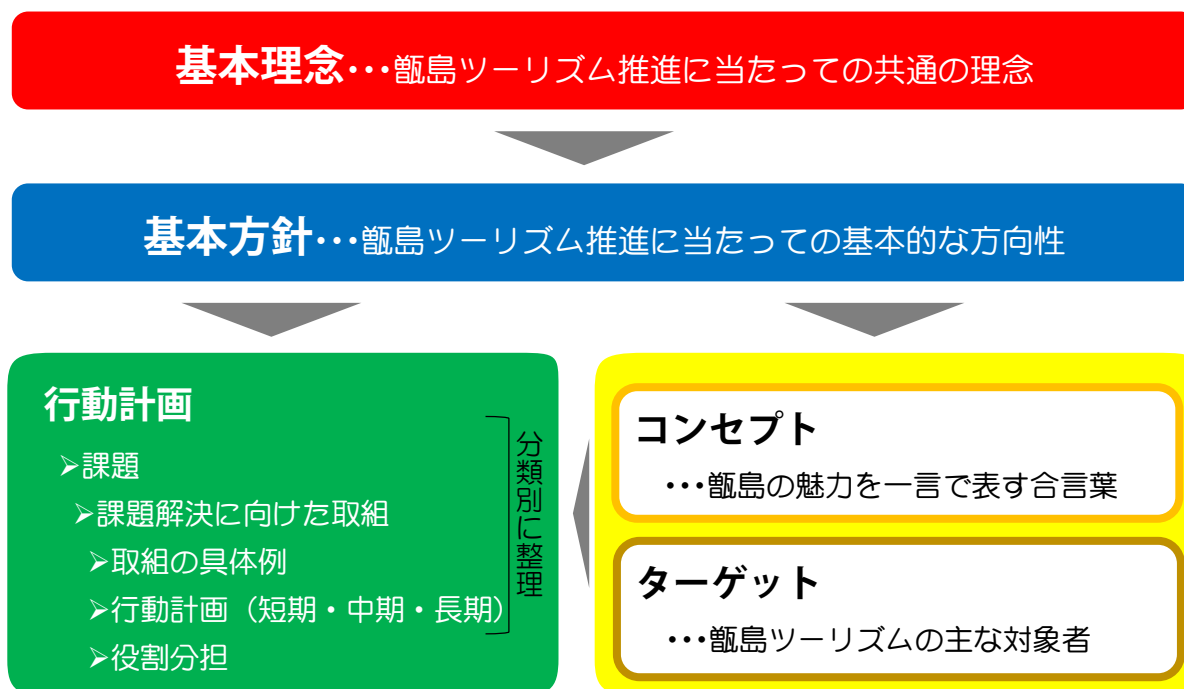 基本理念･･･甑島ツーリズム推進に当たっての共通の理念
基本方針･･･甑島ツーリズム推進に当たっての基本的な方向性
行動計画
➢課題
➢課題解決に向けた取組
➢取組の具体例
➢行動計画（短期・中期・長期）
➢役割分担
分類別に整理
コンセプト
･･･甑島の魅力を一言で表す合言葉
ターゲット
･･･甑島ツーリズムの主な対象者